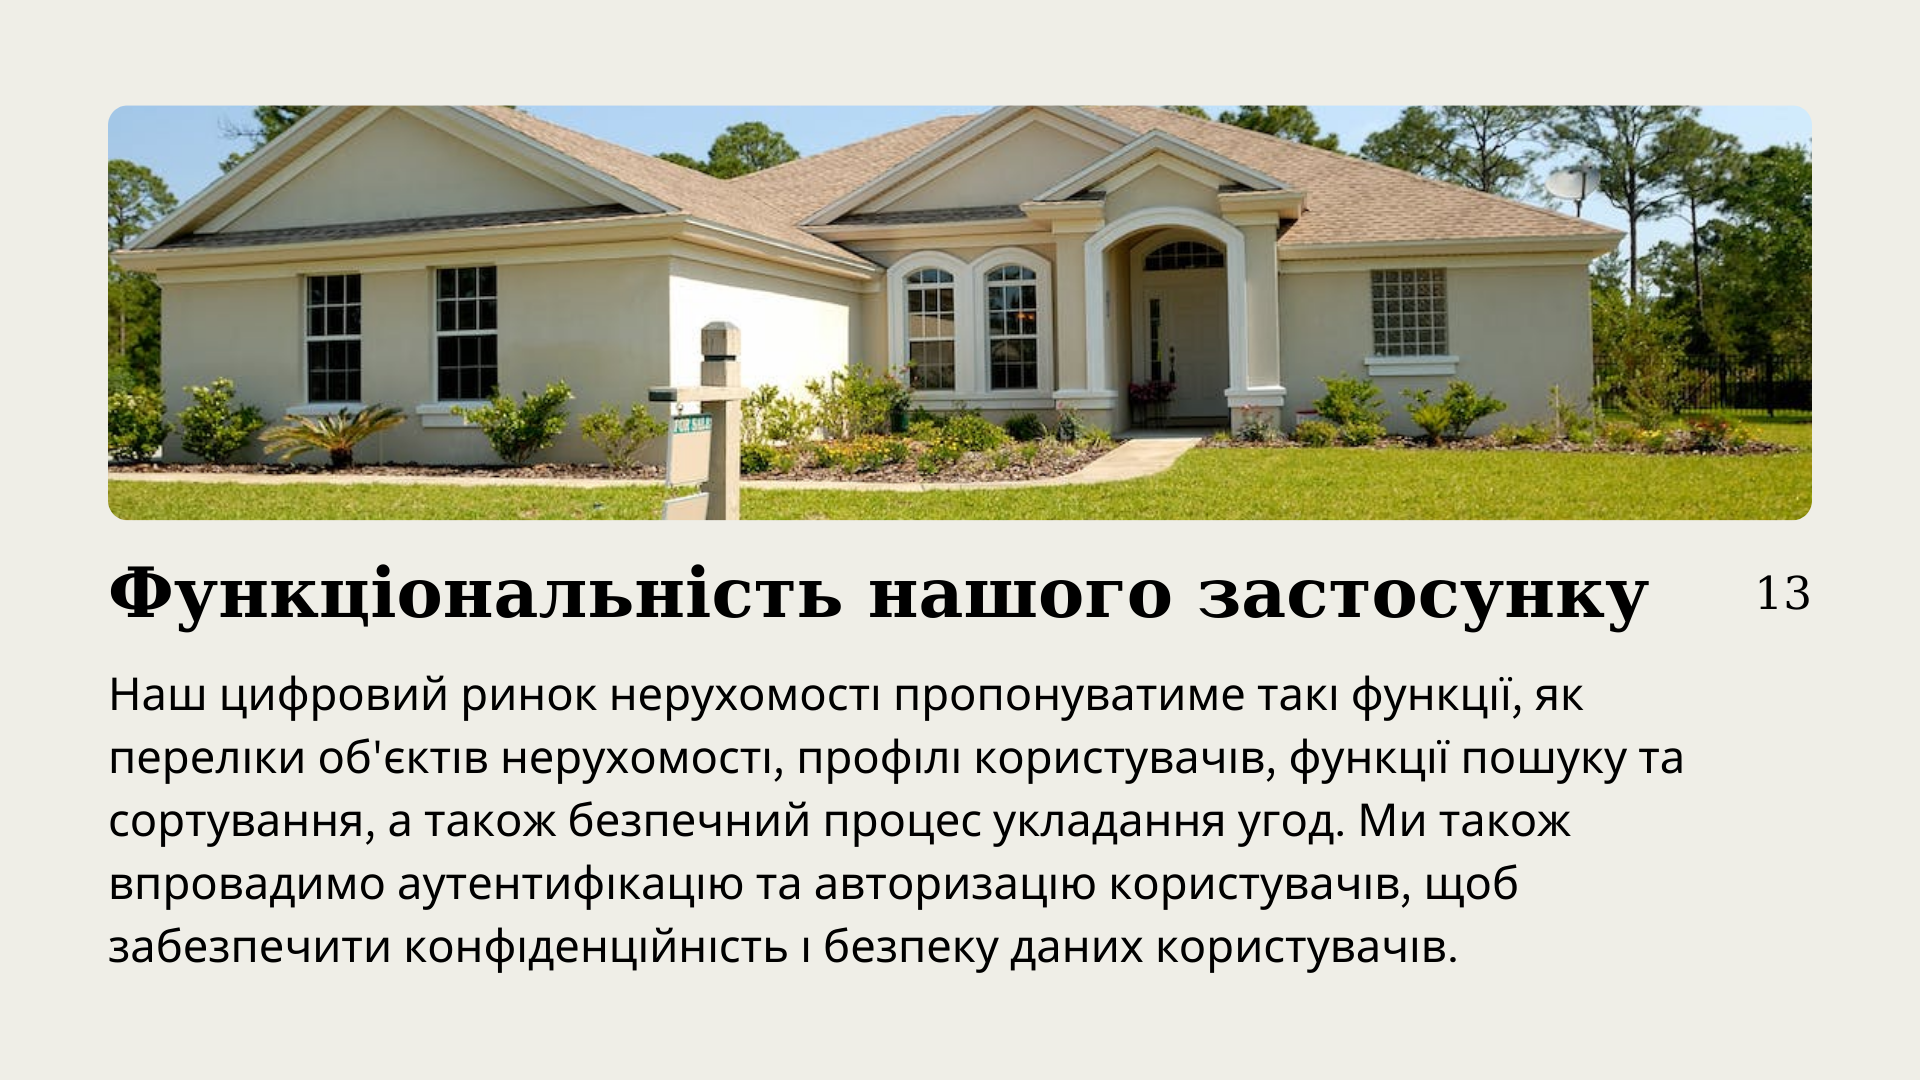 FOR SALE
Функціональність нашого застосунку
13
Наш цифровий ринок нерухомості пропонуватиме такі функції, як
переліки об'єктів нерухомості, профілі користувачів, функції пошуку та
сортування, а також безпечний процес укладання угод. Ми також
впровадимо аутентифікацію та авторизацію користувачів, щоб
забезпечити конфіденційність і безпеку даних користувачів.